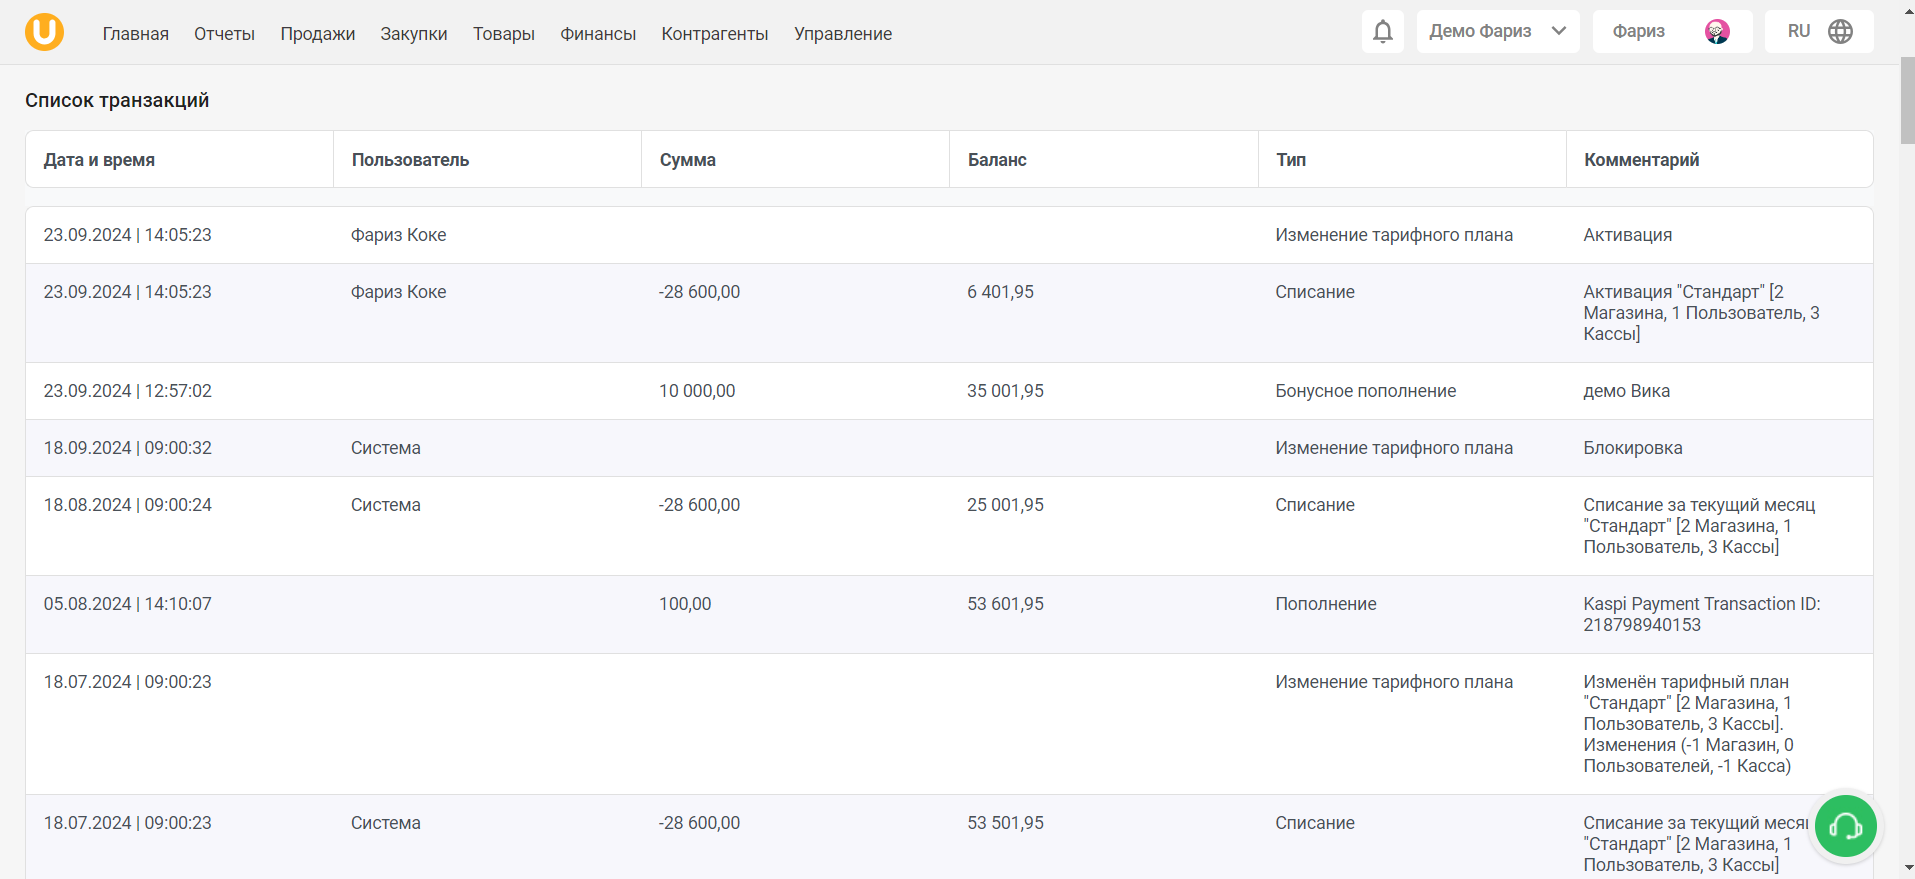 U
Главная Отчеты Продажи Закупки Товары Финансы Контрагенты Управление Демо Фариз Фариз RU
Список транзакций
Дата и время Пользователь Сумма Баланс Тип Комментарий
23.09.2024 | 14:05:23 Фариз Коке Изменение тарифного плана Активация
23.09.2024 | 14:05:23 Фариз Коке -28 600,00 6 401,95 Списание Активация "Стандарт" [2
Магазина, 1 Пользователь, 3
Кассы]
23.09.2024 | 12:57:02 10 000,00 35 001,95 Бонусное пополнение демо Вика
18.09.2024 | 09:00:32 Система Изменение тарифного плана Блокировка
18.08.2024 | 09:00:24 Система -28 600,00 25 001,95 Списание Списание за текущий месяц
"Стандарт" [2 Магазина, 1
Пользователь, 3 Кассы]
05.08.2024 | 14:10:07 100,00 53 601,95 Пополнение Kaspi Payment Transaction ID:
218798940153
18.07.2024 | 09:00:23 Изменение тарифного плана Изменён тарифный план
"Стандарт" [2 Магазина, 1
Пользователь, 3 Кассы].
Изменения (-1 Магазин, 0
Пользователей, -1 Касса)
18.07.2024 | 09:00:23 Система -28 600,00 53 501,95 Списание Списание за текущий месяц
"Стандарт" [2 Магазина, 1
Пользователь, 3 Кассы]